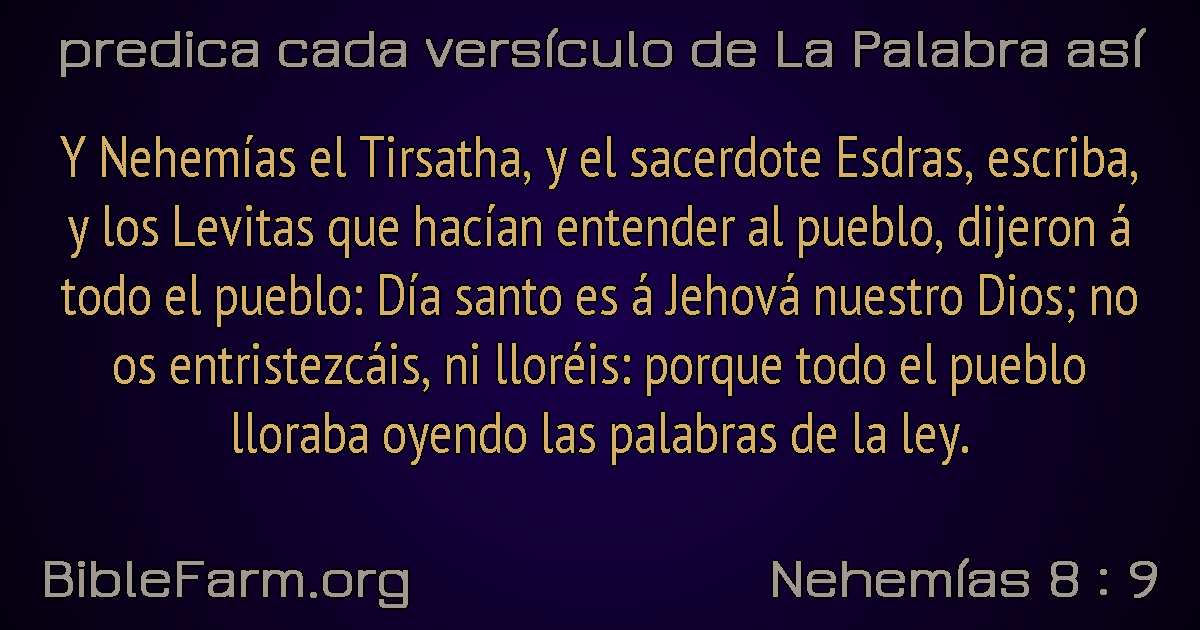 predica cada versículo de La Palabra así
Y Nehemías el Tirsatha, y el sacerdote Esdras, escriba,
y los Levitas que hacían entender al pueblo, dijeron á
todo el pueblo: Día santo es á Jehová nuestro Dios; no
os entristezcáis, ni lloréis: porque todo el pueblo
lloraba oyendo las palabras de la ley.
BibleFarm.org
Nehemías 8 : 9